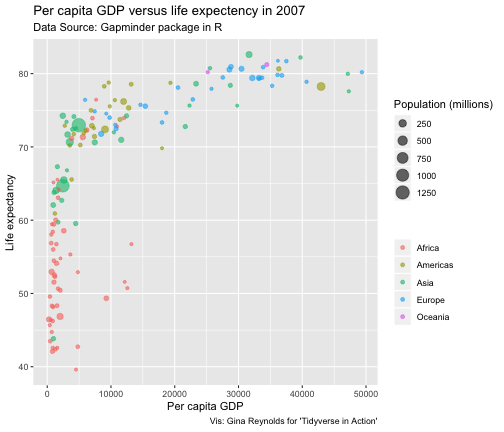 Per capita GDP versus life expectency in 2007
Data Source: Gapminder package in R
80
70
60
50
40
Life expectancy
0
10000
20000
30000
40000
50000
Per capita GDP
Population (millions)
250
500
750
1000
1250
Africa
Americas
Asia
Europe
Oceania
Vis: Gina Reynolds for 'Tidyverse in Action'